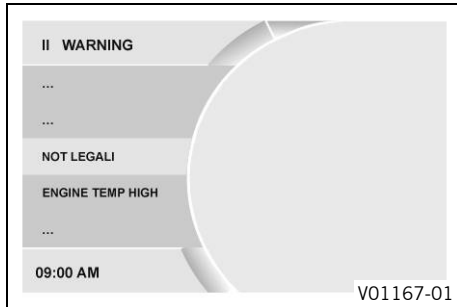 II WARNING
...
...
NOT LEGALI
ENGINE TEMP HIGH
...
09:00 AM
V01167-01